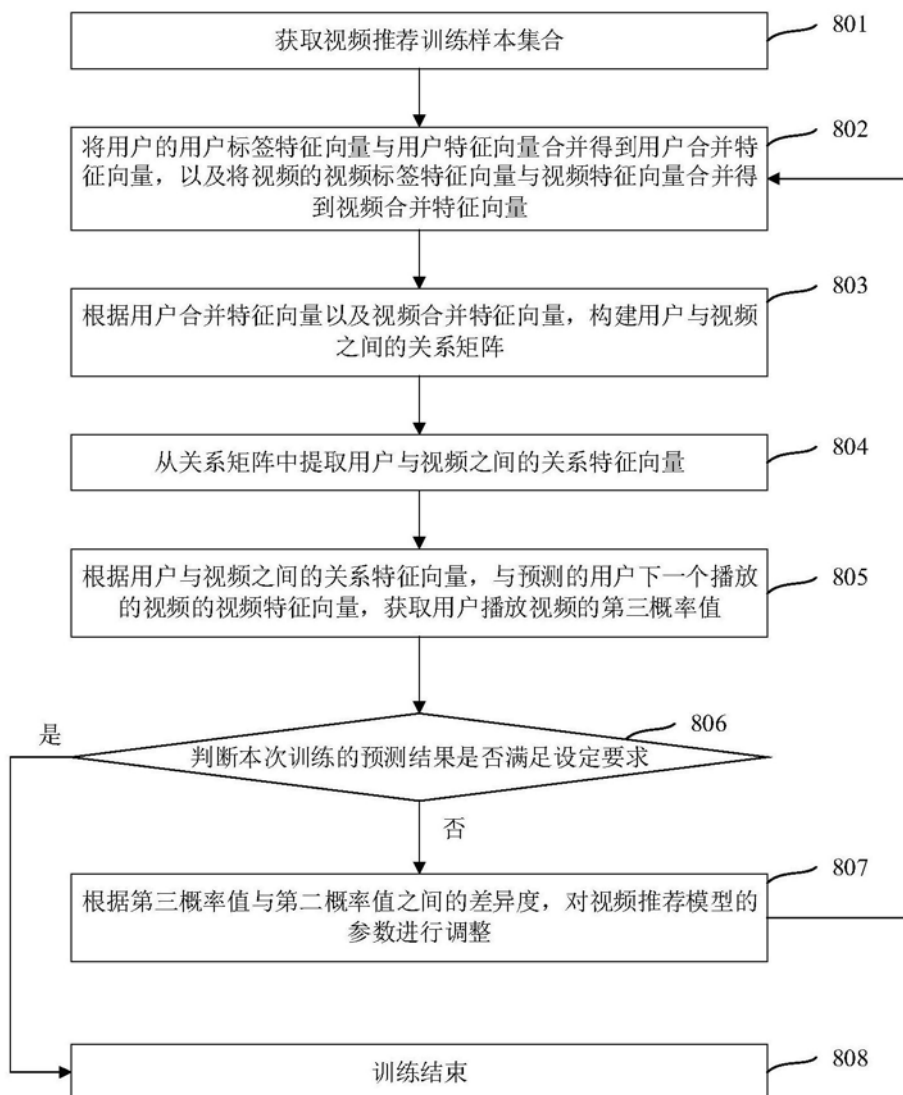 获取视频推荐训练样本集合
801
将用户的用户标签特征向量与用户特征向量合并得到用户合并特
征向量，以及将视频的视频标签特征向量与视频特征向量合并得
到视频合并特征向量
802
根据用户合并特征向量以及视频合并特征向量，构建用户与视频
之间的关系矩阵
803
从关系矩阵中提取用户与视频之间的关系特征向量
804
根据用户与视频之间的关系特征向量，与预测的用户下一个播放
的视频的视频特征向量，获取用户播放视频的第三概率值
805
是
判断本次训练的预测结果是否满足设定要求
806
否
根据第三概率值与第二概率值之间的差异度，对视频推荐模型的
参数进行调整
807
训练结束
808